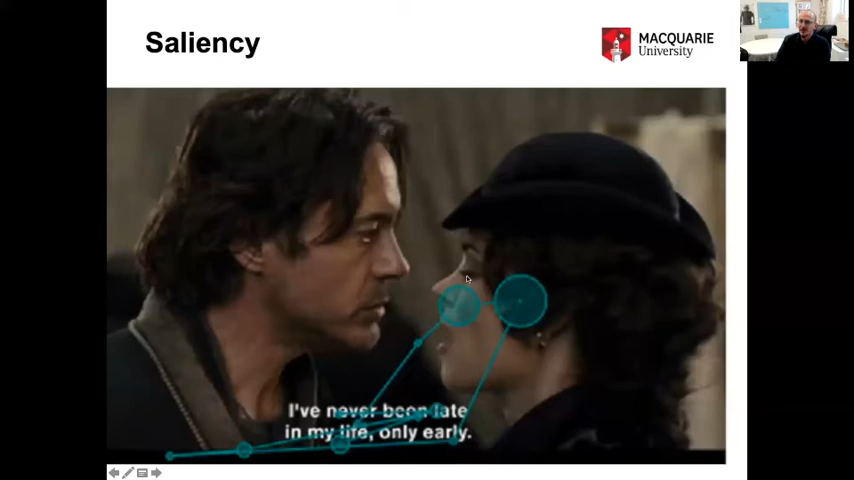 Saliency
MACQUARIE
University
I've never been late
in my life, only early.